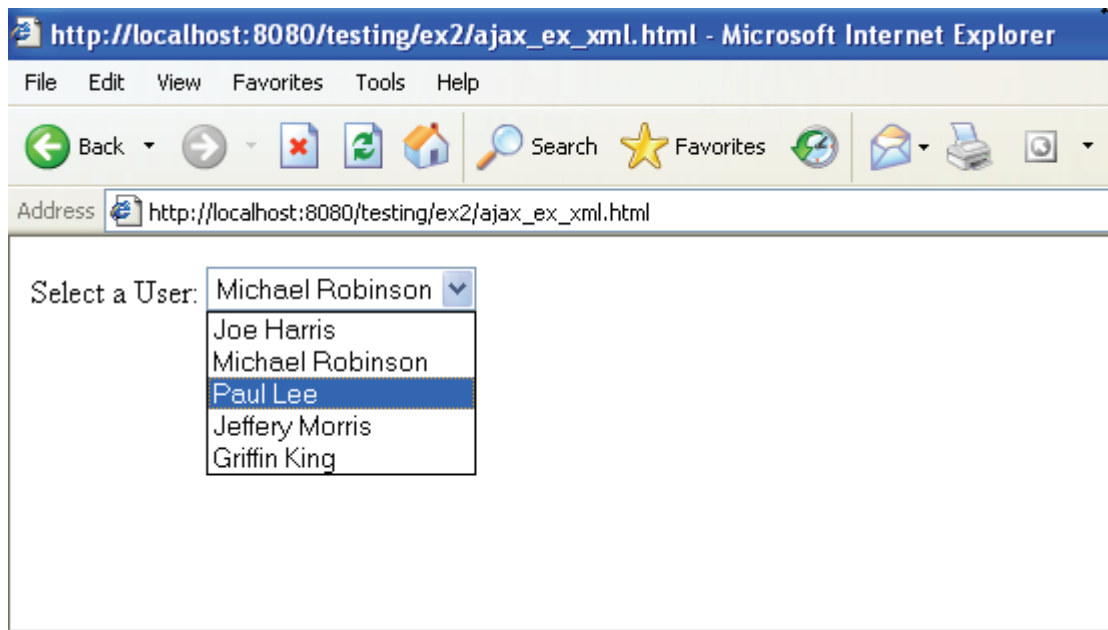 http://localhost:8080/testing/ex2/ajax_ex_xml.html - Microsoft Internet Explorer
File Edit View Favorites Tools Help
Back Search Favorites
Address http://localhost:8080/testing/ex2/ajax_ex_xml.html
Select a User: Michael Robinson
Joe Harris
Michael Robinson
Paul Lee
Jeffery Morris
Griffin King